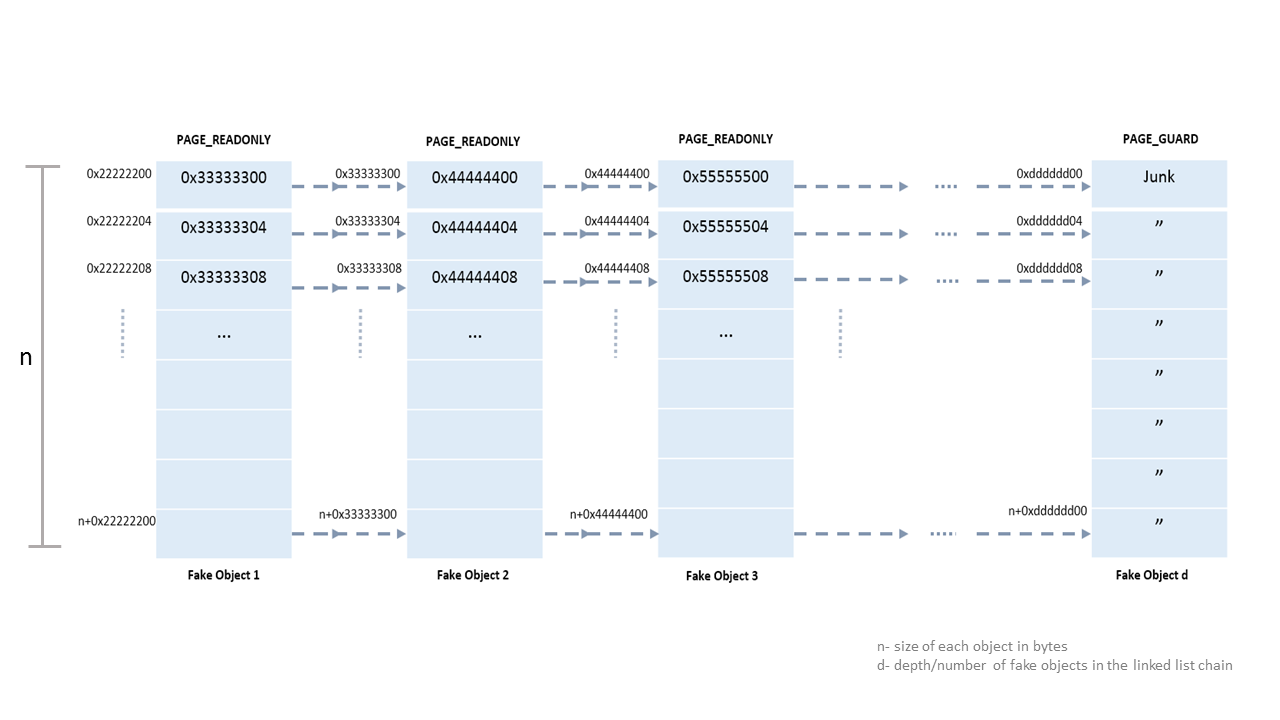 PAGE_READONLY PAGE_READONLY PAGE_READONLY PAGE_GUARD
0x22222200 0x33333300 0x33333300 0x44444400 0x44444400 0x55555500 0xdddddd00 Junk
0x22222204 0x33333304 0x33333304 0x44444404 0x44444404 0x55555504 0xdddddd04 ”
0x22222208 0x33333308 0x33333308 0x44444408 0x44444408 0x55555508 0xdddddd08 ”
... ... ... ”
n ”
”
”
n+0x22222200 n+0x33333300 n+0x44444400 n+0xdddddd00 ”
Fake Object 1 Fake Object 2 Fake Object 3 Fake Object d
n- size of each object in bytes
d- depth/number of fake objects in the linked list chain